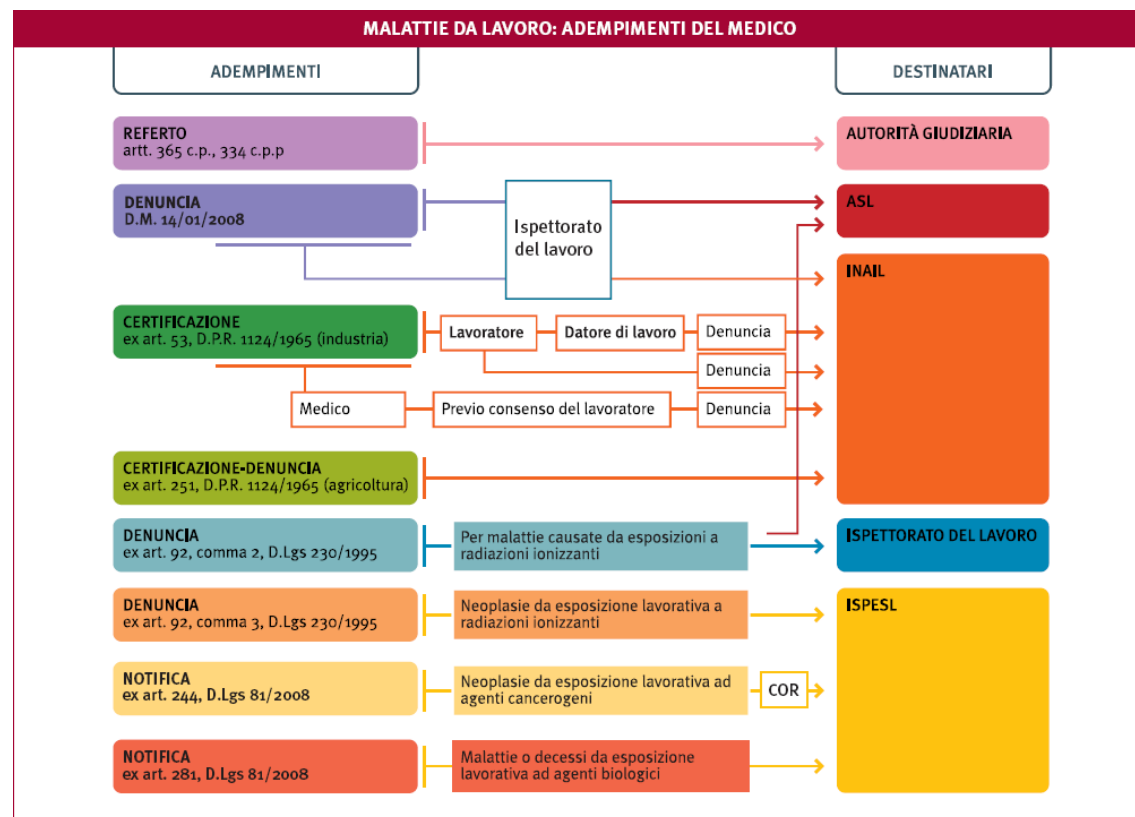 MALATTIE DA LAVORO: ADEMPIMENTI DEL MEDICO
ADEMPIMENTI
DESTINATARI
REFERTO
artt. 365 c.p., 334 c.p.p
AUTORITÀ GIUDIZIARIA
DENUNCIA
D.M. 14/01/2008
Ispettorato
del lavoro
ASL
INAIL
CERTIFICAZIONE
ex art. 53, D.P.R. 1124/1965 (industria)
Lavoratore
Datore di lavoro
Denuncia
Denuncia
Medico
Previo consenso del lavoratore
Denuncia
CERTIFICAZIONE-DENUNCIA
ex art. 251, D.P.R. 1124/1965 (agricoltura)
DENUNCIA
ex art. 92, comma 2, D.Lgs 230/1995
Per malattie causate da esposizioni a
radiazioni ionizzanti
ISPETTORATO DEL LAVORO
DENUNCIA
ex art. 92, comma 3, D.Lgs 230/1995
Neoplasie da esposizione lavorativa a
radiazioni ionizzanti
ISPESL
NOTIFICA
ex art. 244, D.Lgs 81/2008
Neoplasie da esposizione lavorativa ad
agenti cancerogeni
COR
NOTIFICA
ex art. 281, D.Lgs 81/2008
Malattie o decessi da esposizione
lavorativa ad agenti biologici